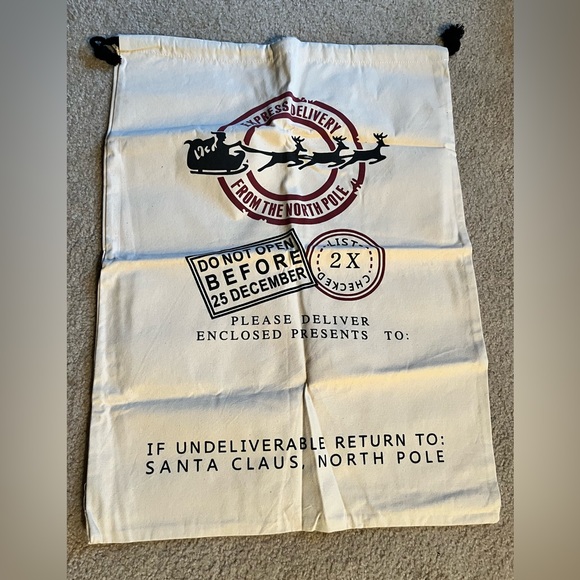 EXPRESS DELIVERY
FROM THE NORTH POLE
DO NOT OPEN
BEFORE
25 DECEMBER
LIST
2 X
CHECKED
PLEASE DELIVER
ENCLOSED PRESENTS TO:
IF UNDELIVERABLE RETURN TO:
SANTA CLAUS, NORTH POLE